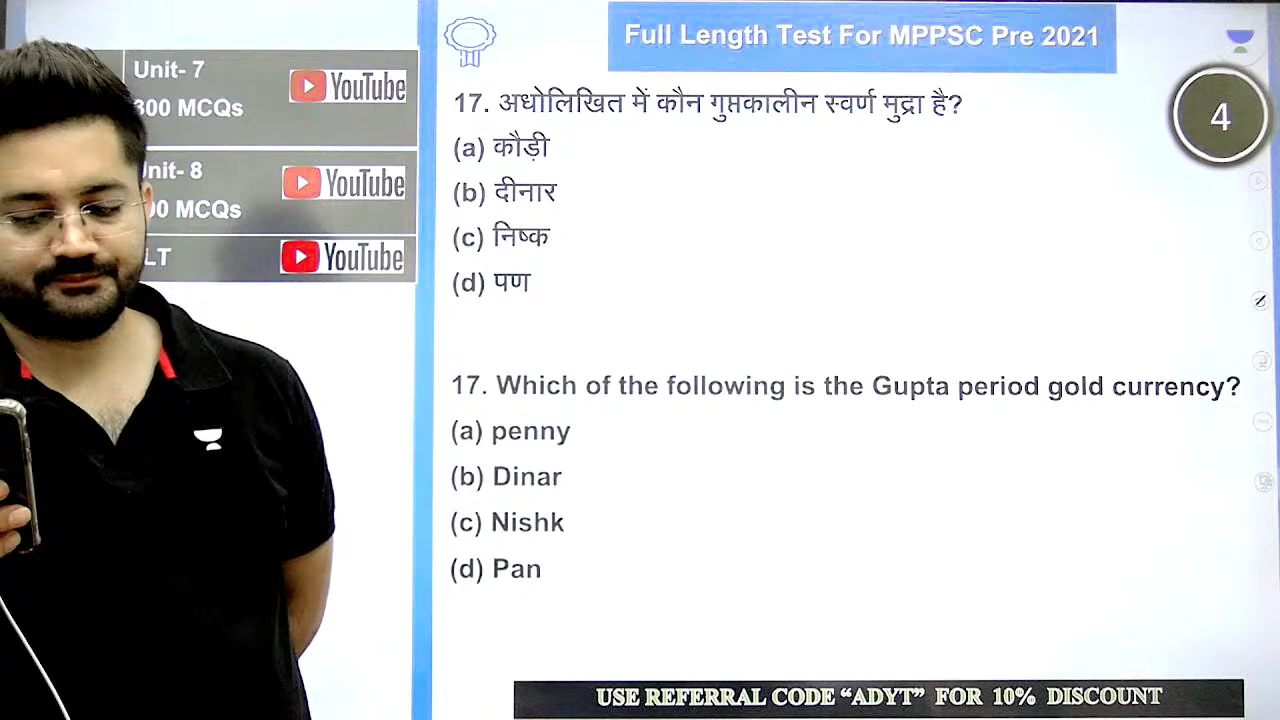 Full Length Test For MPPSC Pre 2021
Unit- 7
300 MCQs
YouTube
Unit- 8
YouTube
MCQs
LT
YouTube
4
17. अधोलिखित में कौन गुप्तकालीन स्वर्ण मुद्रा है?
(a) कौड़ी
(b) दीनार
(c) निष्क
(d) पण
17. Which of the following is the Gupta period gold currency?
(a) penny
(b) Dinar
(c) Nishk
(d) Pan
USE REFERRAL CODE “ADYT” FOR 10% DISCOUNT